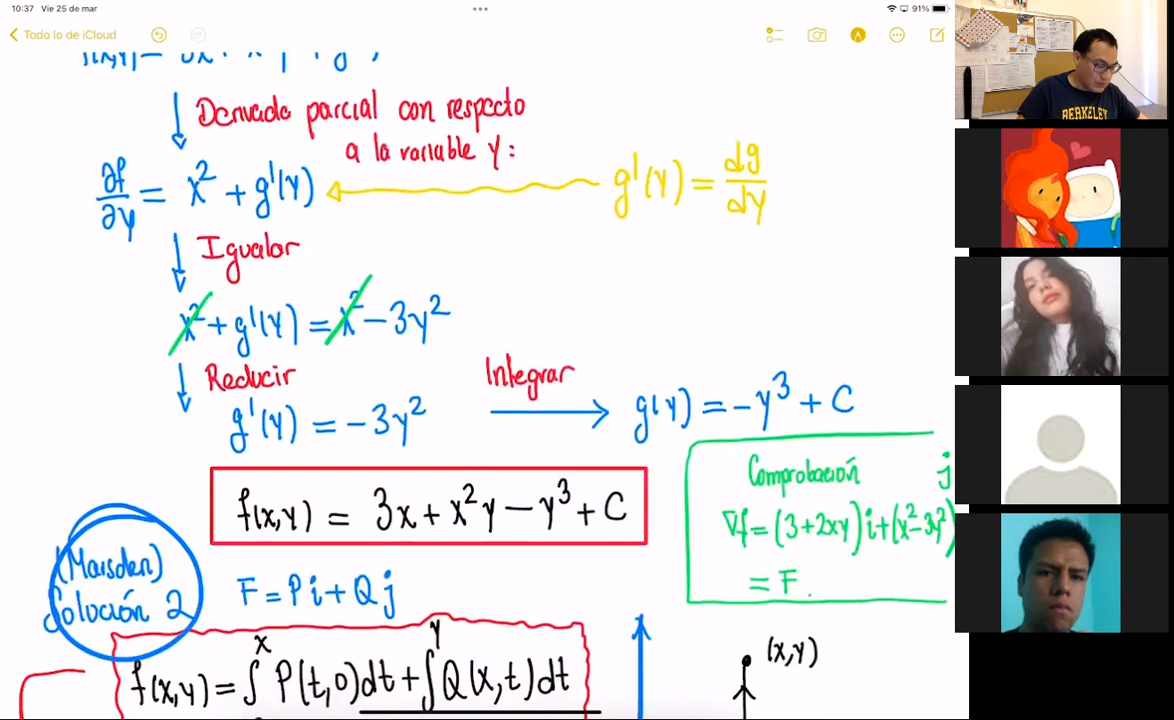 10:37 Vie 25 de mar
91%
Todo lo de iCloud
Derivada parcial con respecto
a la variable Y:
∂f/∂y = x² + g'(y)
g'(y) = dg/dy
Igualar
x² + g'(y) = x² - 3y²
Reducir
Integrar
g'(y) = -3y²
g(y) = -y³ + C
f(x,y) = 3x + x²y - y³ + C
Comprobación
j
∇f = (3+2xy)i + (x²-3y²)
= F.
(Marsden)
Solución 2
F = Pi + Qj
f(x,y) = ∫ˣ P(t,0)dt + ∫ʸ Q(x,t)dt
(x,y)
BERKELEY